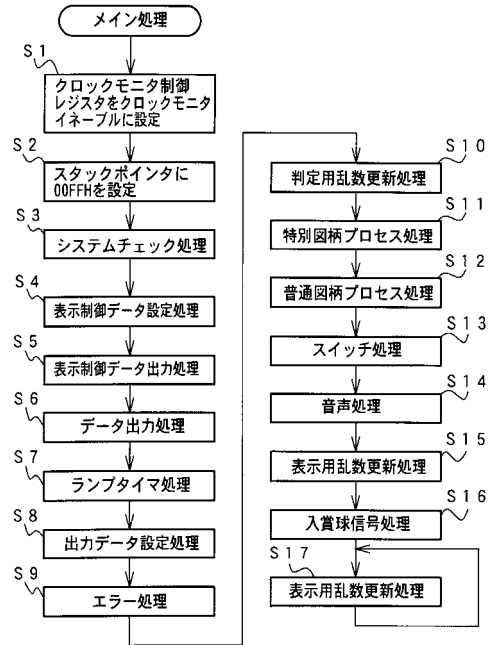 メイン処理
S1
クロックモニタ制御
レジスタをクロックモニタ
イネーブルに設定
S2
スタックポインタに
00FFHを設定
S3
システムチェック処理
S4
表示制御データ設定処理
S5
表示制御データ出力処理
S6
データ出力処理
S7
ランプタイマ処理
S8
出力データ設定処理
S9
エラー処理
S10
判定用乱数更新処理
S11
特別図柄プロセス処理
S12
普通図柄プロセス処理
S13
スイッチ処理
S14
音声処理
S15
表示用乱数更新処理
S16
入賞球信号処理
S17
表示用乱数更新処理